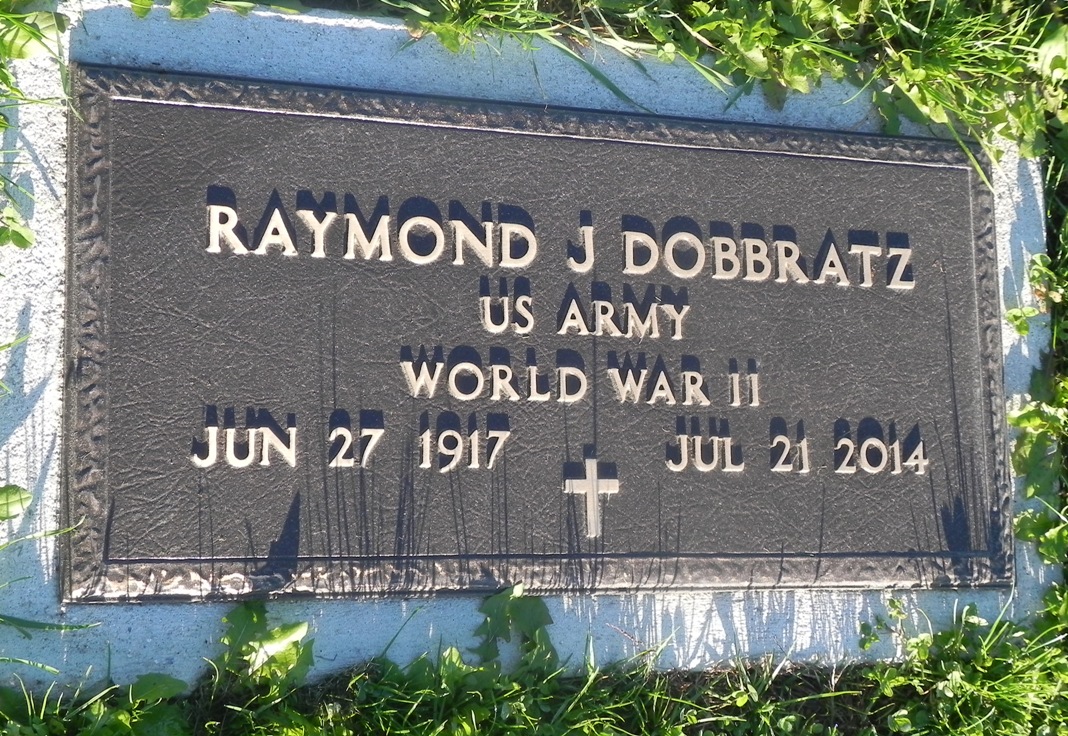 RAYMOND J DOBBRATZ
US ARMY
WORLD WAR II
JUN 27 1917 JUL 21 2014